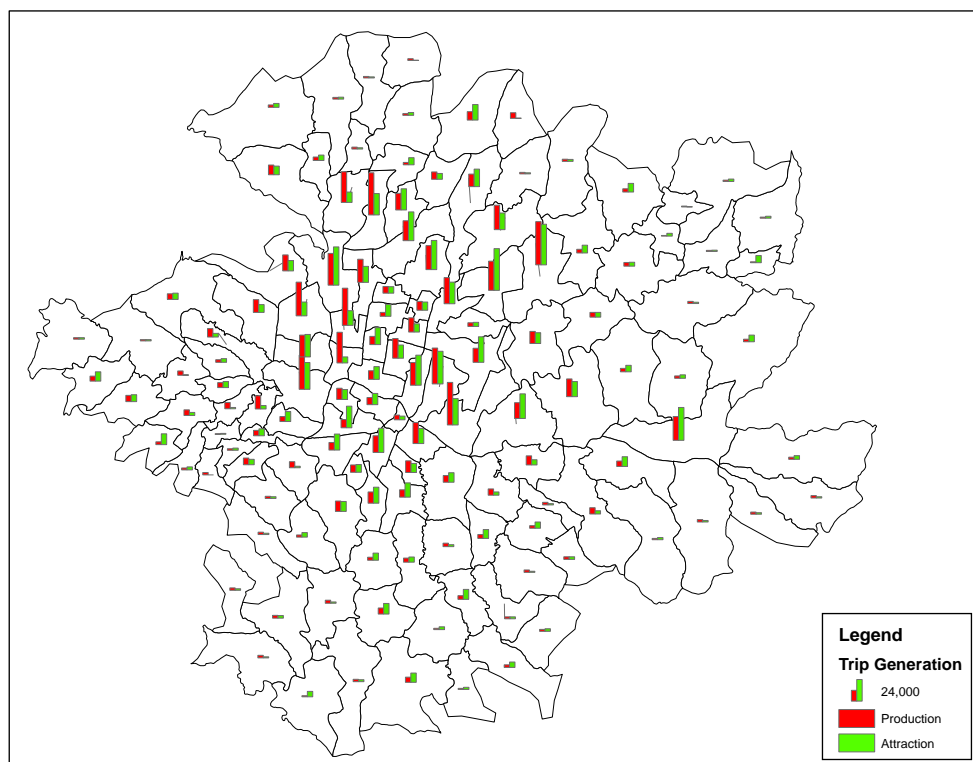 Legend
Trip Generation
24,000
Production
Attraction